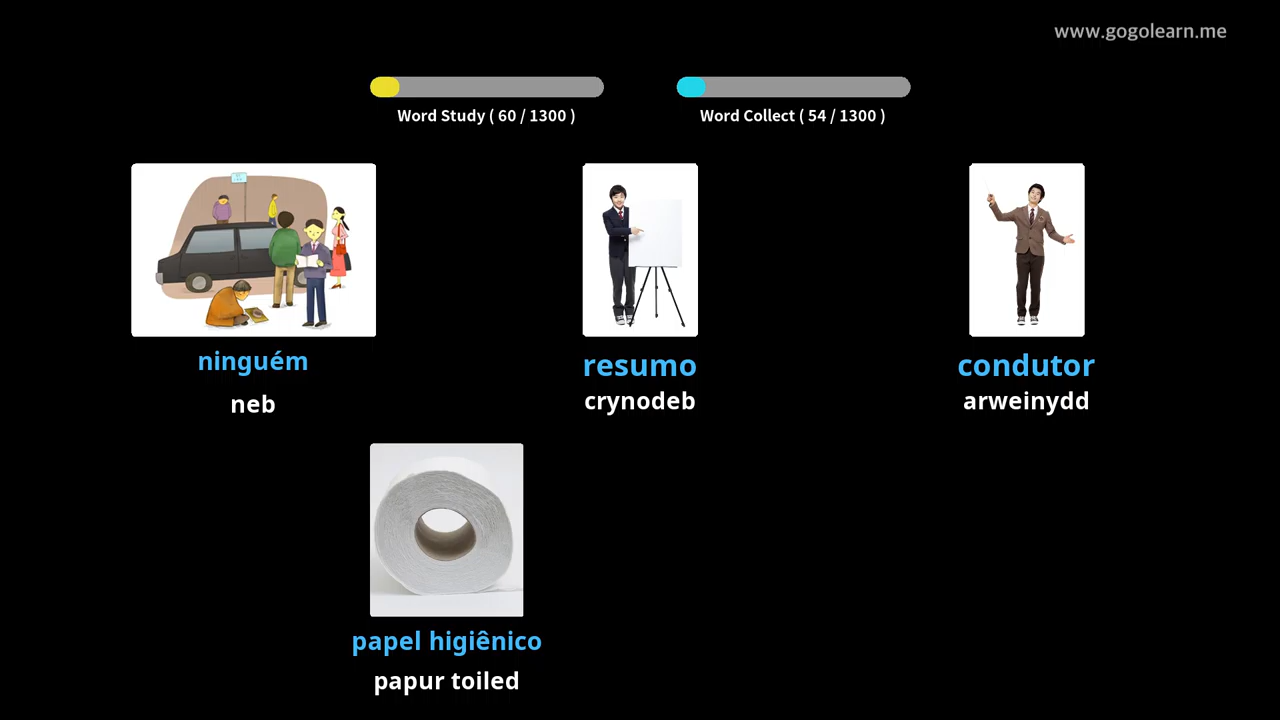 www.gogolearn.me
Word Study ( 60 / 1300 )
Word Collect ( 54 / 1300 )
ninguém
neb
resumo
crynodeb
condutor
arweinydd
papel higiênico
papur toiled